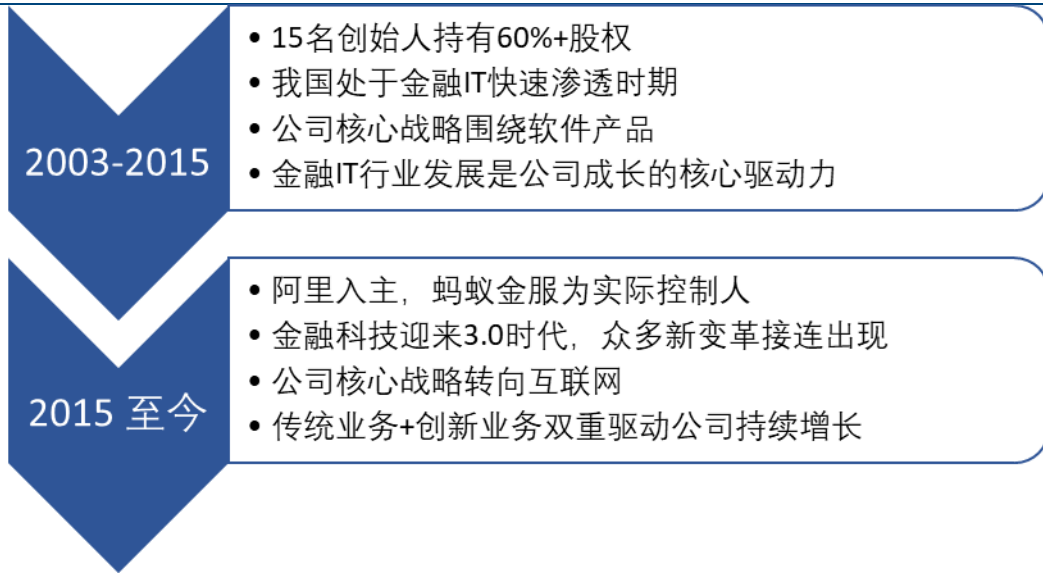 2003-2015
• 15名创始人持有60%+股权
• 我国处于金融IT快速渗透时期
• 公司核心战略围绕软件产品
• 金融IT行业发展是公司成长的核心驱动力
2015 至今
• 阿里入主，蚂蚁金服为实际控制人
• 金融科技迎来3.0时代，众多新变革接连出现
• 公司核心战略转向互联网
• 传统业务+创新业务双重驱动公司持续增长